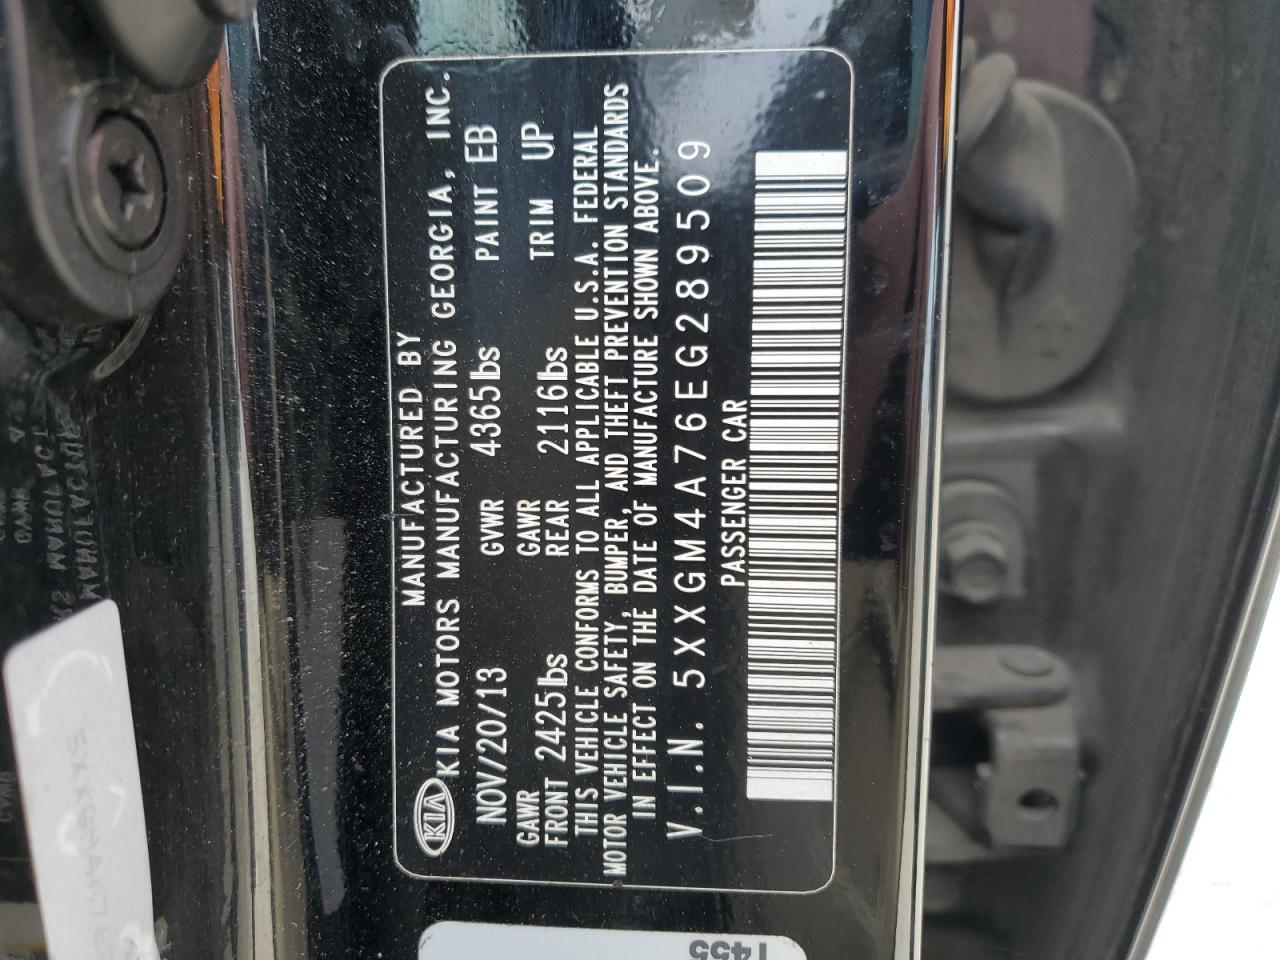 MANUFACTURED BY
KIA KIA MOTORS MANUFACTURING GEORGIA, INC.
NOV/20/13 GVWR 4365lbs PAINT EB
GAWR FRONT 2425lbs GAWR REAR 2116lbs TRIM UP
THIS VEHICLE CONFORMS TO ALL APPLICABLE U.S.A. FEDERAL
MOTOR VEHICLE SAFETY, BUMPER, AND THEFT PREVENTION STANDARDS
IN EFFECT ON THE DATE OF MANUFACTURE SHOWN ABOVE.
V.I.N. 5XXGM4A76EG289509
PASSENGER CAR
1455